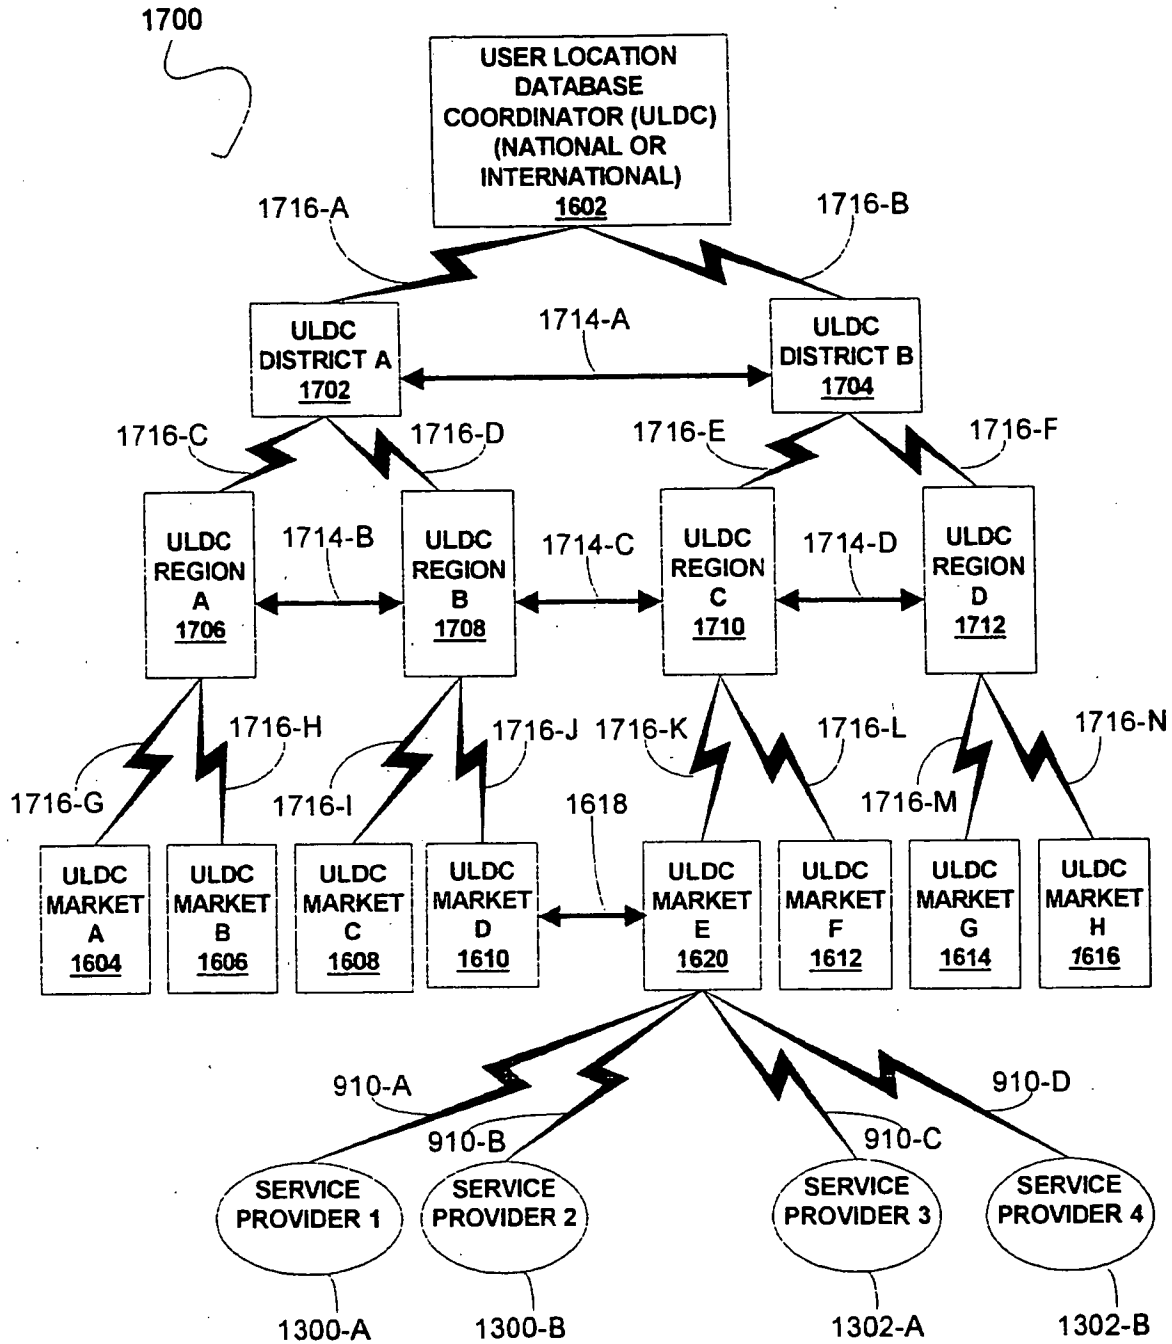 1700
USER LOCATION
DATABASE
COORDINATOR (ULDC)
(NATIONAL OR
INTERNATIONAL)
1602
1716-A
1716-B
ULDC
DISTRICT A
1702
1714-A
ULDC
DISTRICT B
1704
1716-C
1716-D
1716-E
1716-F
ULDC
REGION
A
1706
1714-B
ULDC
REGION
B
1708
1714-C
ULDC
REGION
C
1710
1714-D
ULDC
REGION
D
1712
1716-G
1716-H
1716-I
1716-J
1716-K
1716-L
1716-M
1716-N
ULDC
MARKET
A
1604
ULDC
MARKET
B
1606
ULDC
MARKET
C
1608
ULDC
MARKET
D
1610
1618
ULDC
MARKET
E
1620
ULDC
MARKET
F
1612
ULDC
MARKET
G
1614
ULDC
MARKET
H
1616
910-A
910-B
910-C
910-D
SERVICE
PROVIDER 1
SERVICE
PROVIDER 2
SERVICE
PROVIDER 3
SERVICE
PROVIDER 4
1300-A
1300-B
1302-A
1302-B